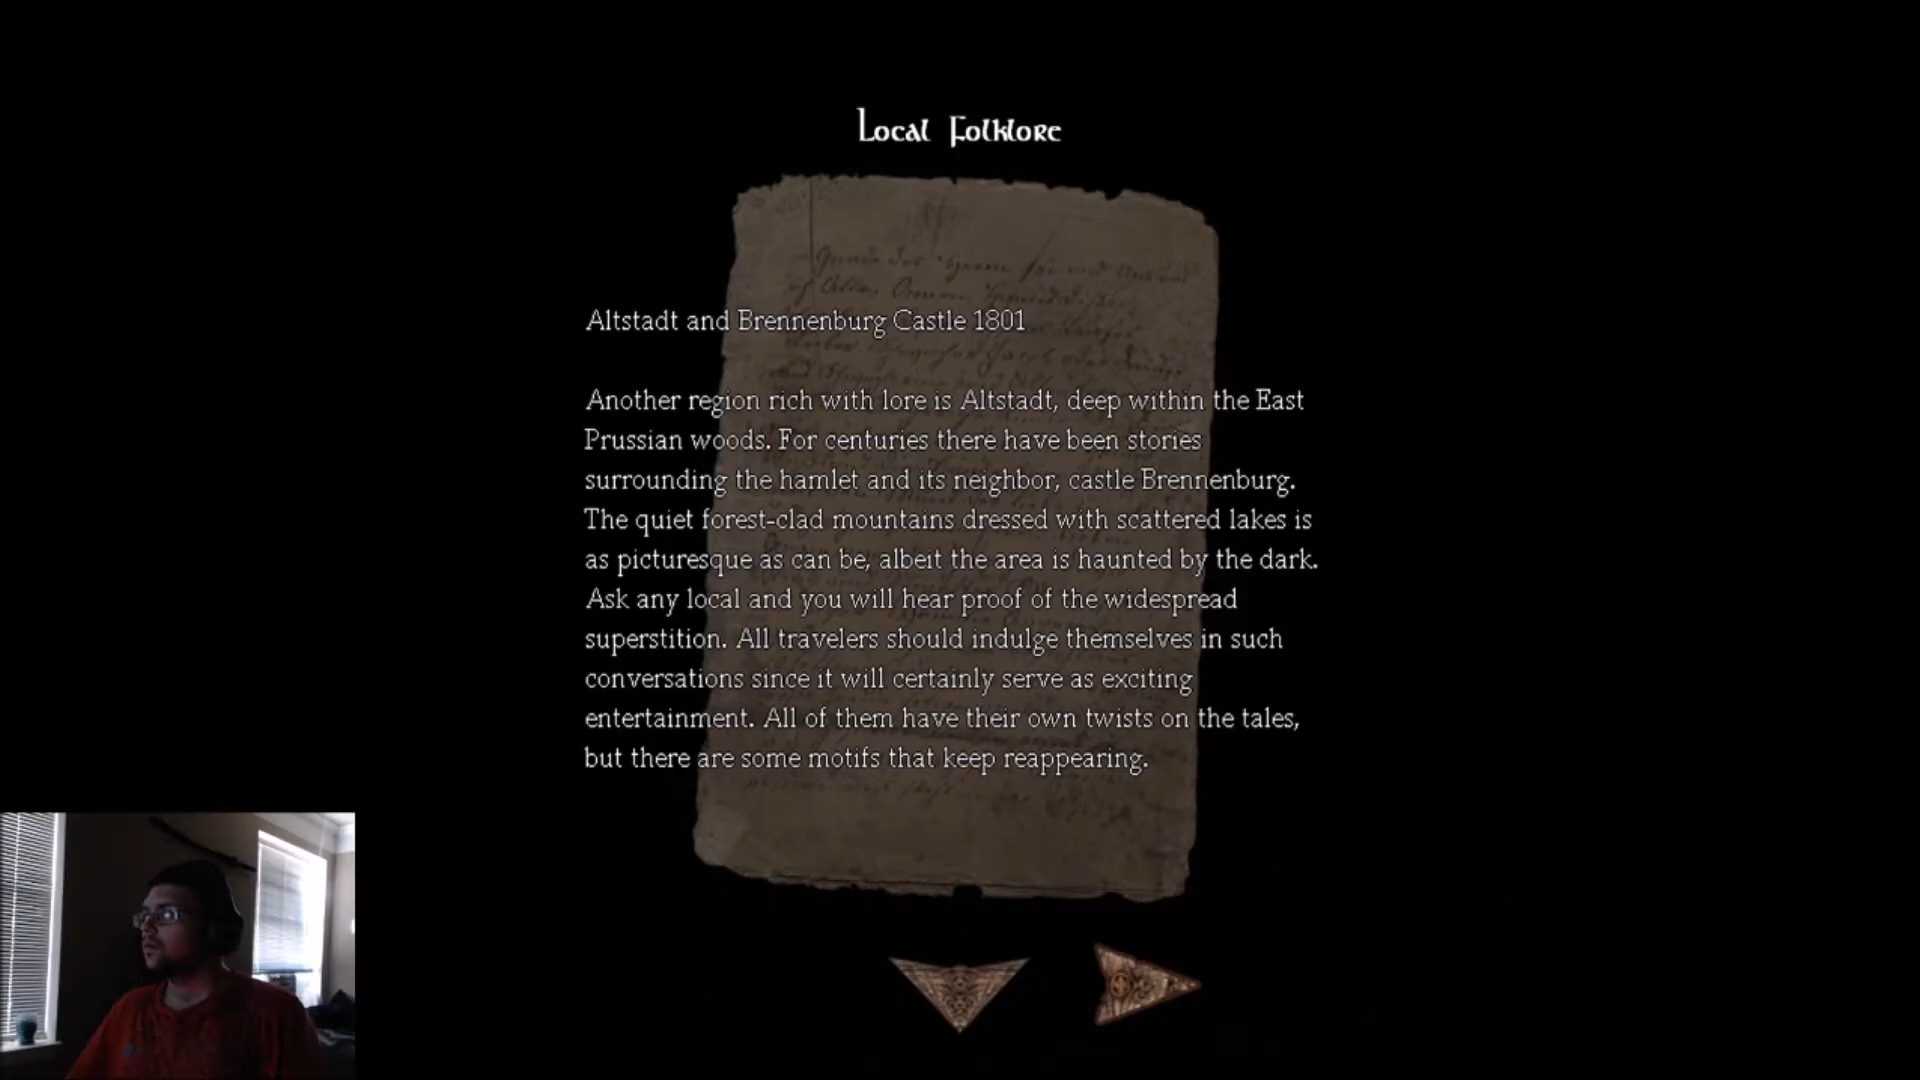 Local Folklore
Altstadt and Brennenburg Castle 1801
Another region rich with lore is Altstadt, deep within the East
Prussian woods. For centuries there have been stories
surrounding the hamlet and its neighbor, castle Brennenburg.
The quiet forest-clad mountains dressed with scattered lakes is
as picturesque as can be, albeit the area is haunted by the dark.
Ask any local and you will hear proof of the widespread
superstition. All travelers should indulge themselves in such
conversations since it will certainly serve as exciting
entertainment. All of them have their own twists on the tales,
but there are some motifs that keep reappearing.